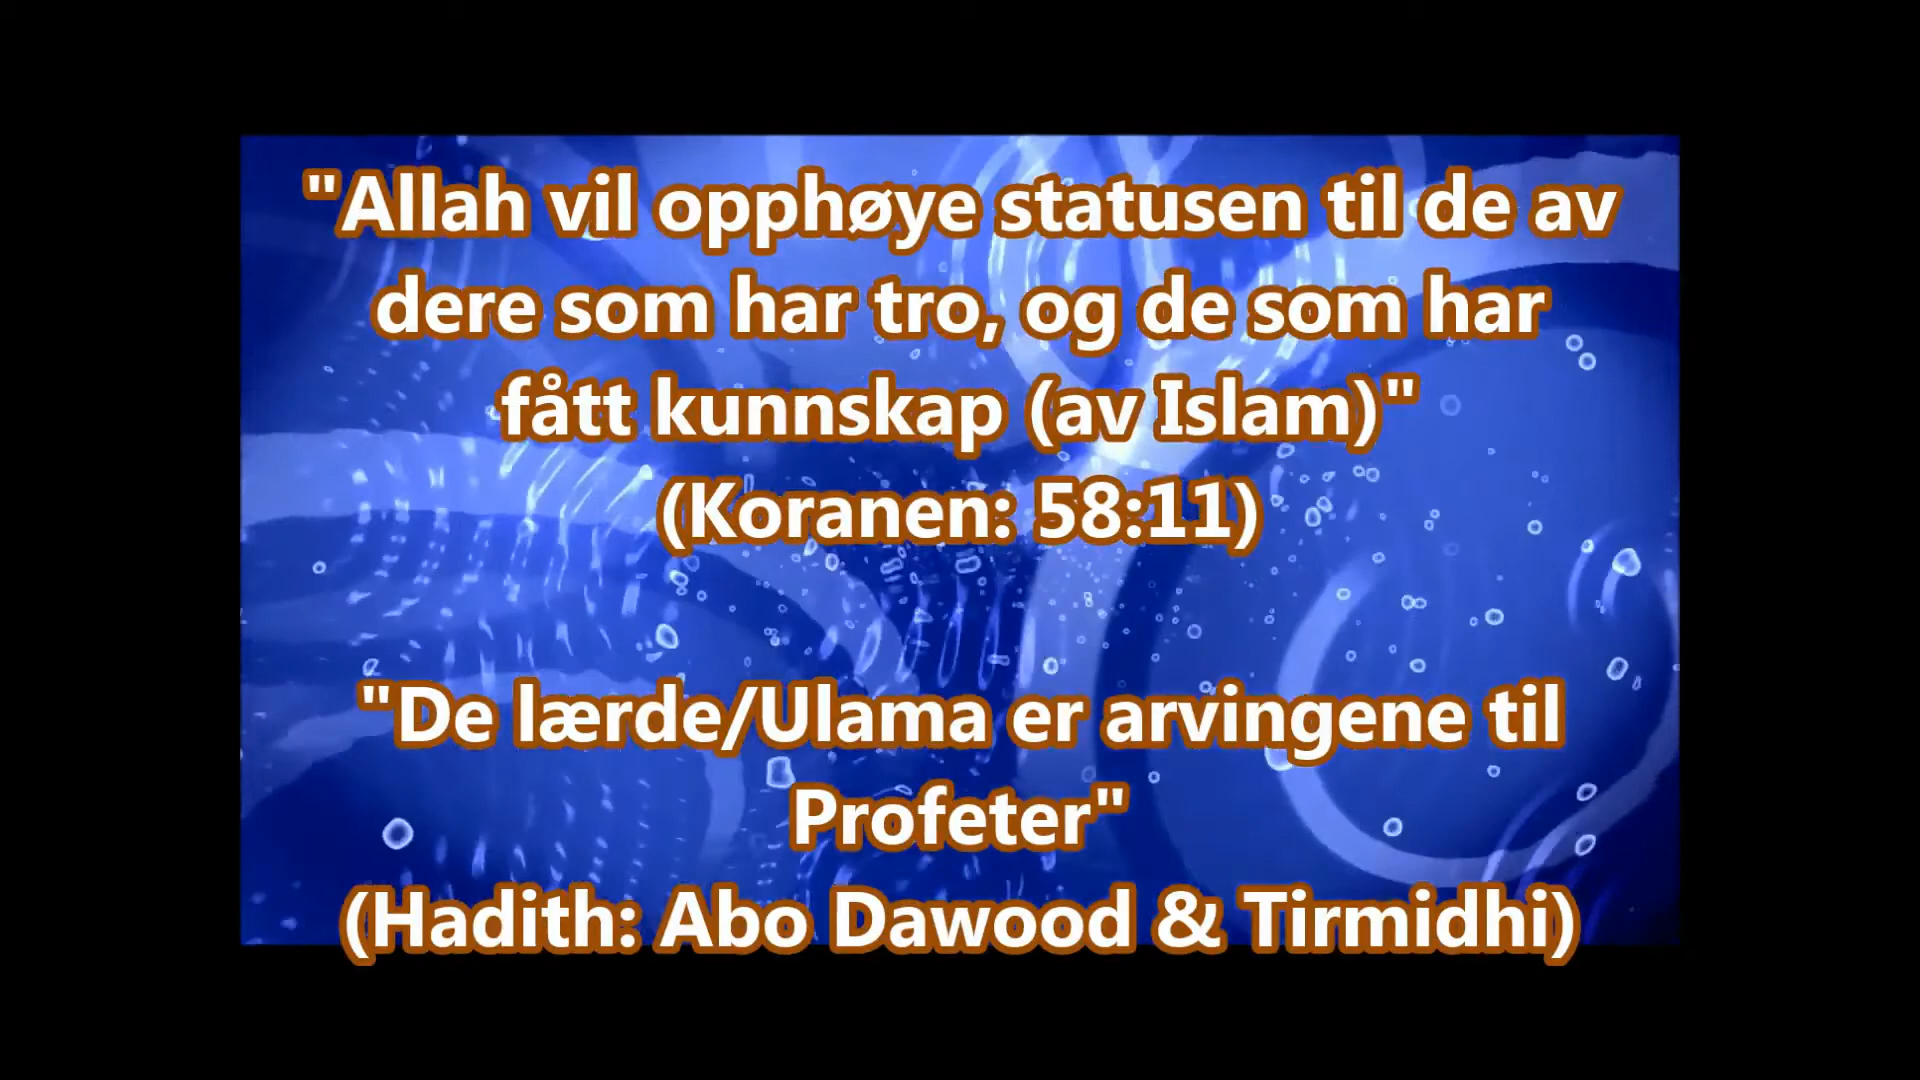 "Allah vil opphøye statusen til de av
dere som har tro, og de som har
fått kunnskap (av Islam)"
(Koranen: 58:11)
"De lærde/Ulama er arvingene til
Profeter"
(Hadith: Abo Dawood & Tirmidhi)